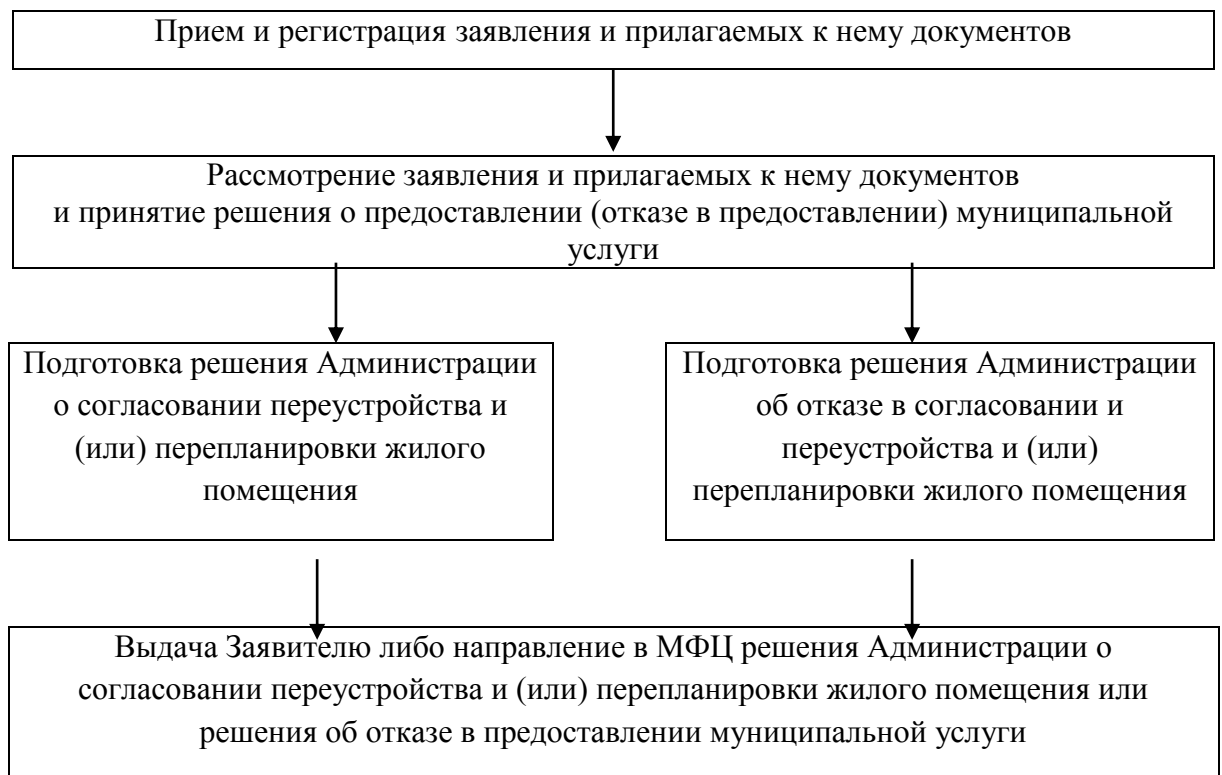 Прием и регистрация заявления и прилагаемых к нему документов
Рассмотрение заявления и прилагаемых к нему документов
и принятие решения о предоставлении (отказе в предоставлении) муниципальной
услуги
Подготовка решения Администрации
о согласовании переустройства и
(или) перепланировки жилого
помещения
Подготовка решения Администрации
об отказе в согласовании и
переустройства и (или)
перепланировки жилого помещения
Выдача Заявителю либо направление в МФЦ решения Администрации о
согласовании переустройства и (или) перепланировки жилого помещения или
решения об отказе в предоставлении муниципальной услуги